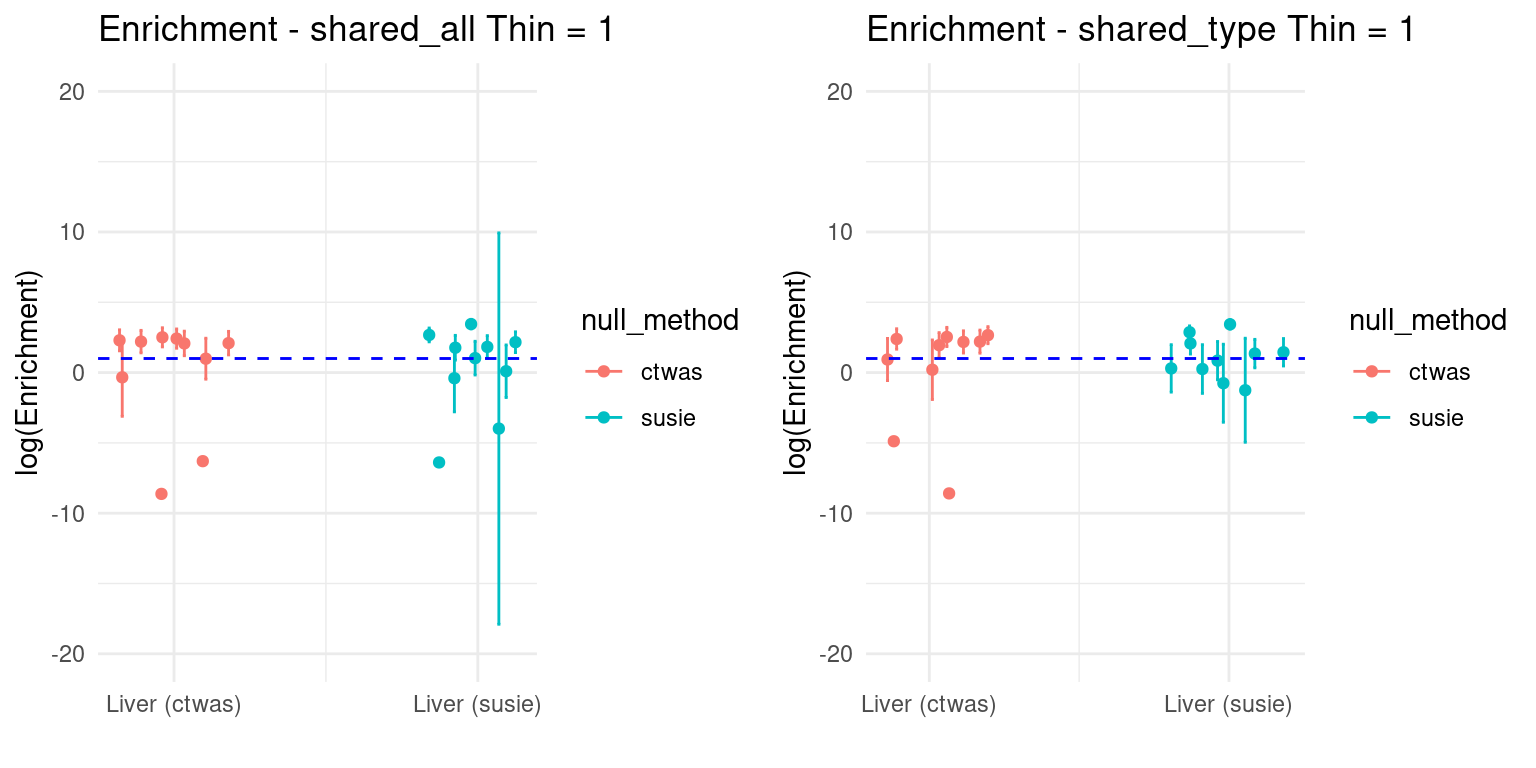 Enrichment - shared_all Thin = 1
log(Enrichment)
20
10
0
-10
-20
Liver (ctwas)
Liver (susie)
null_method
ctwas
susie
Enrichment - shared_type Thin = 1
log(Enrichment)
20
10
0
-10
-20
Liver (ctwas)
Liver (susie)
null_method
ctwas
susie